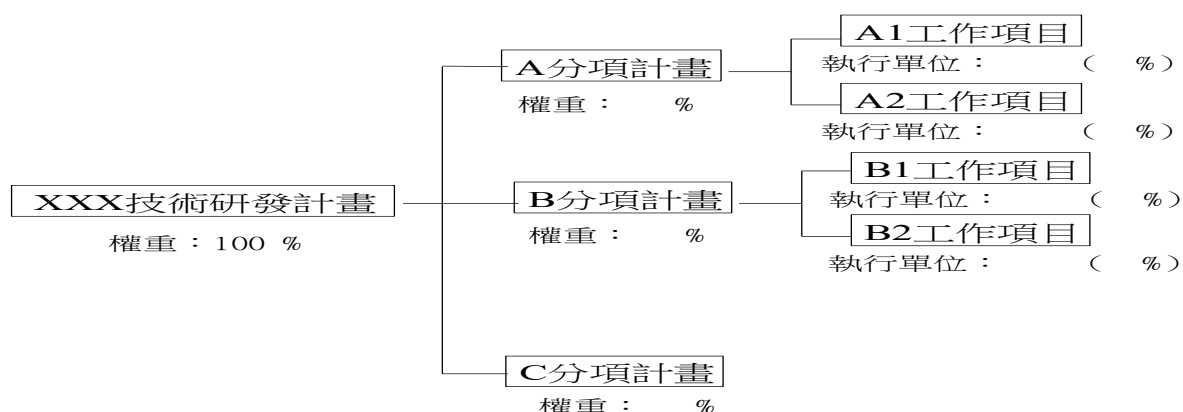 A1工作項目
A分項計畫
執行單位：　　（　%）
權重：　　%
A2工作項目
執行單位：　　（　%）
B1工作項目
XXX技術研發計畫
B分項計畫
執行單位：　　（　%）
權重：100 %
權重：　　%
B2工作項目
執行單位：　　（　%）
C分項計畫
權重：　　%